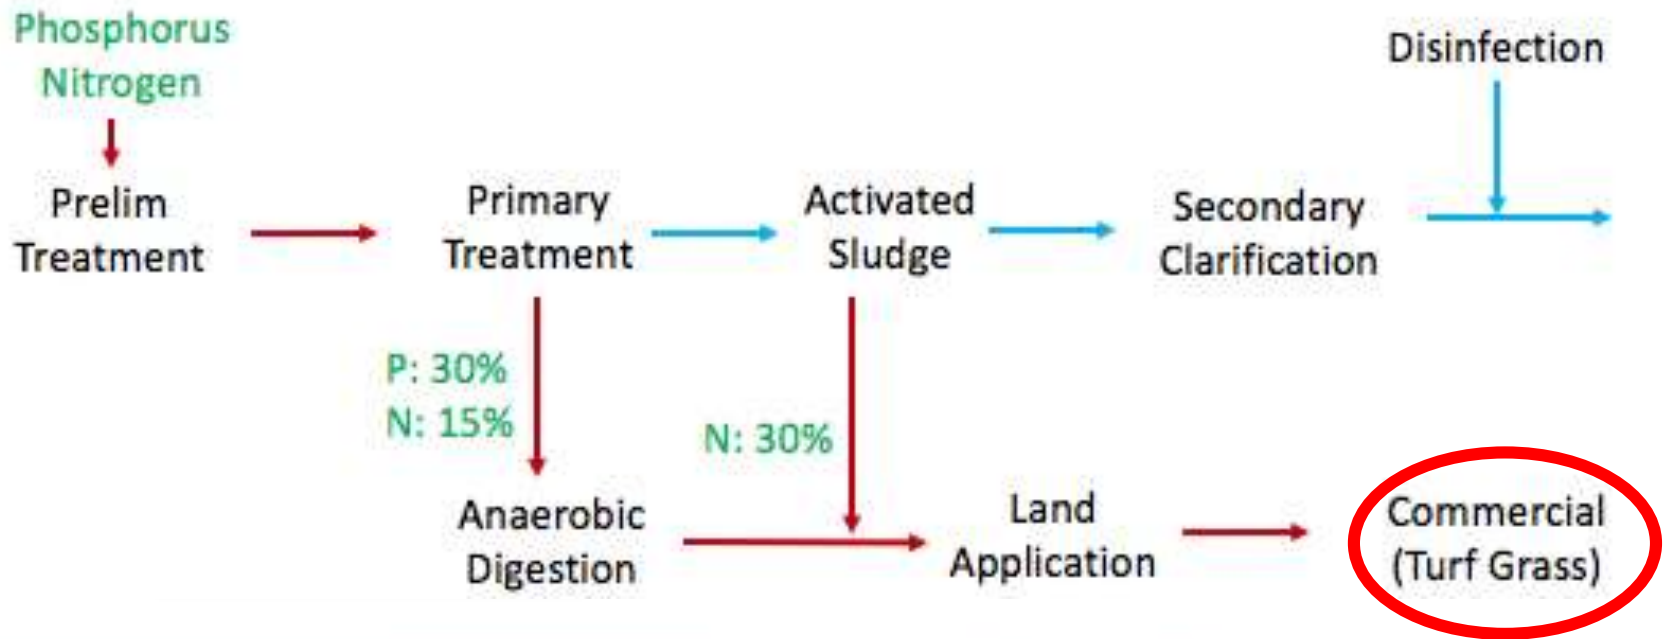 Phosphorus
Nitrogen
Disinfection
Prelim
Treatment
Primary
Treatment
Activated
Sludge
Secondary
Clarification
P: 30%
N: 15%
N: 30%
Anaerobic
Digestion
Land
Application
Commercial
(Turf Grass)